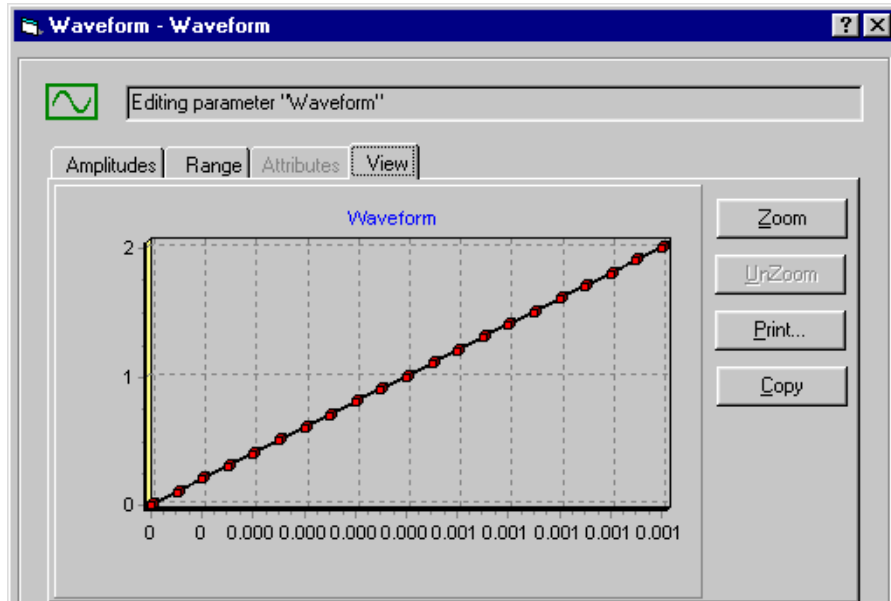 Waveform - Waveform
Editing parameter "Waveform"
Amplitudes Range Attributes View
Waveform
Zoom
UnZoom
Print...
Copy
2
1
0
0 0 0.000 0.000 0.000 0.000 0.001 0.001 0.001 0.001 0.001